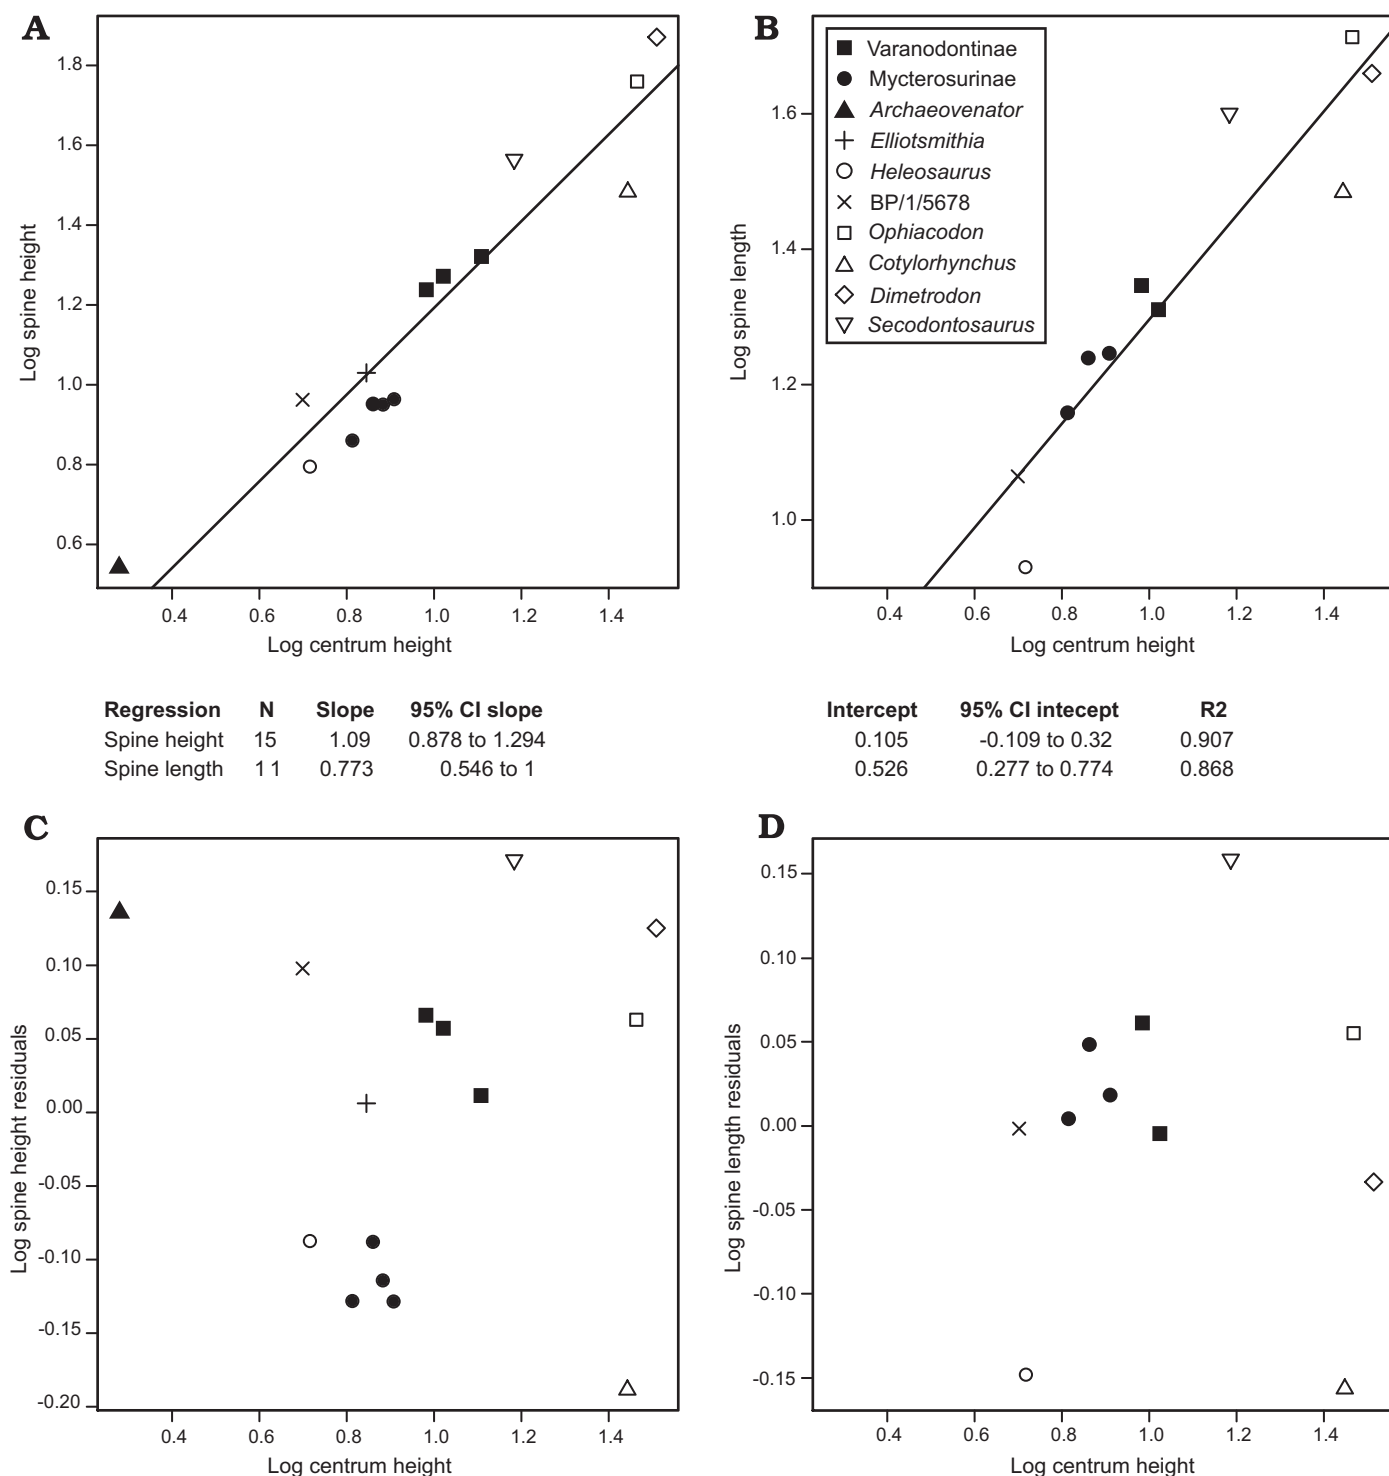 A
Log spine height
1.8
1.6
1.4
1.2
1.0
0.8
0.6
0.4 0.6 0.8 1.0 1.2 1.4
Log centrum height
B
Log spine length
1.6
1.4
1.2
1.0
Varanodontinae
Mycterosurinae
Archaeovenator
Elliotsmithia
Heleosaurus
BP/1/5678
Ophiacodon
Cotylorhynchus
Dimetrodon
Secodontosaurus
0.4 0.6 0.8 1.0 1.2 1.4
Log centrum height
Regression N Slope 95% CI slope Intercept 95% CI intecept R2
Spine height 15 1.09 0.878 to 1.294 0.105 -0.109 to 0.32 0.907
Spine length 11 0.773 0.546 to 1 0.526 0.277 to 0.774 0.868
C
Log spine height residuals
0.15
0.10
0.05
0.00
-0.05
-0.10
-0.15
-0.20
0.4 0.6 0.8 1.0 1.2 1.4
Log centrum height
D
Log spine length residuals
0.15
0.10
0.05
0.00
-0.05
-0.10
-0.15
0.4 0.6 0.8 1.0 1.2 1.4
Log centrum height